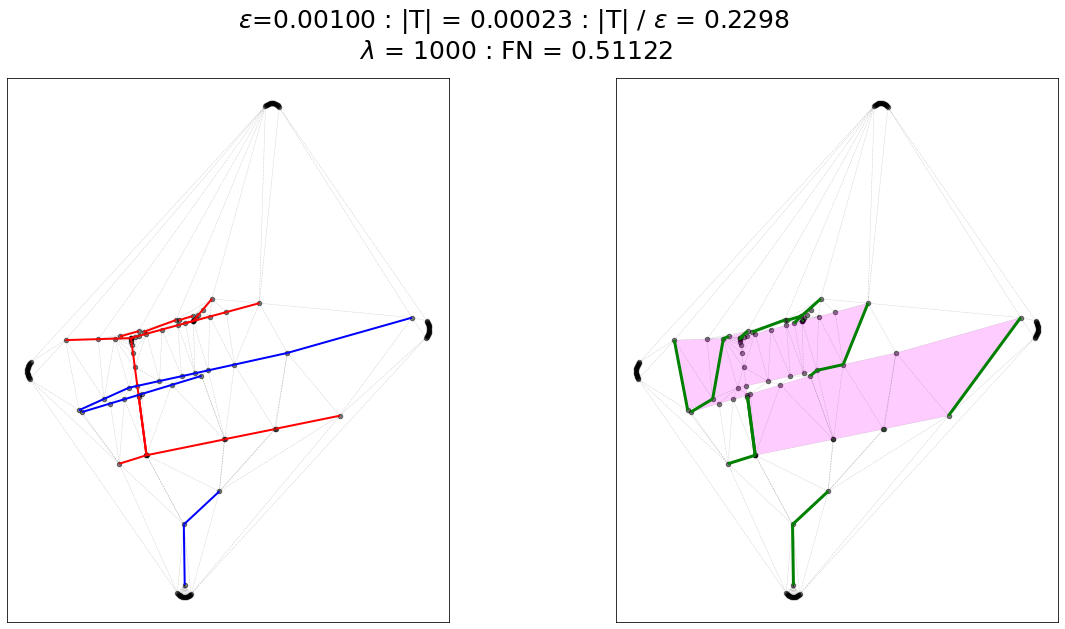 ε=0.00100 : |T| = 0.00023 : |T| / ε = 0.2298
λ = 1000 : FN = 0.51122